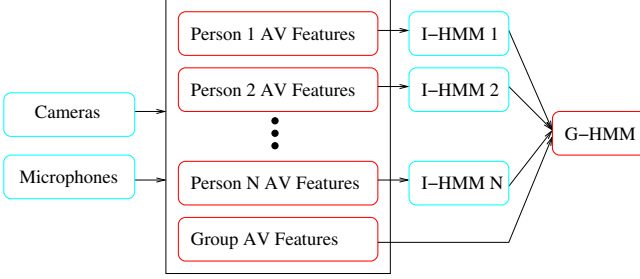 Person 1 AV Features
I−HMM 1
Person 2 AV Features
I−HMM 2
Cameras
G−HMM
Microphones
Person N AV Features
I−HMM N
Group AV Features